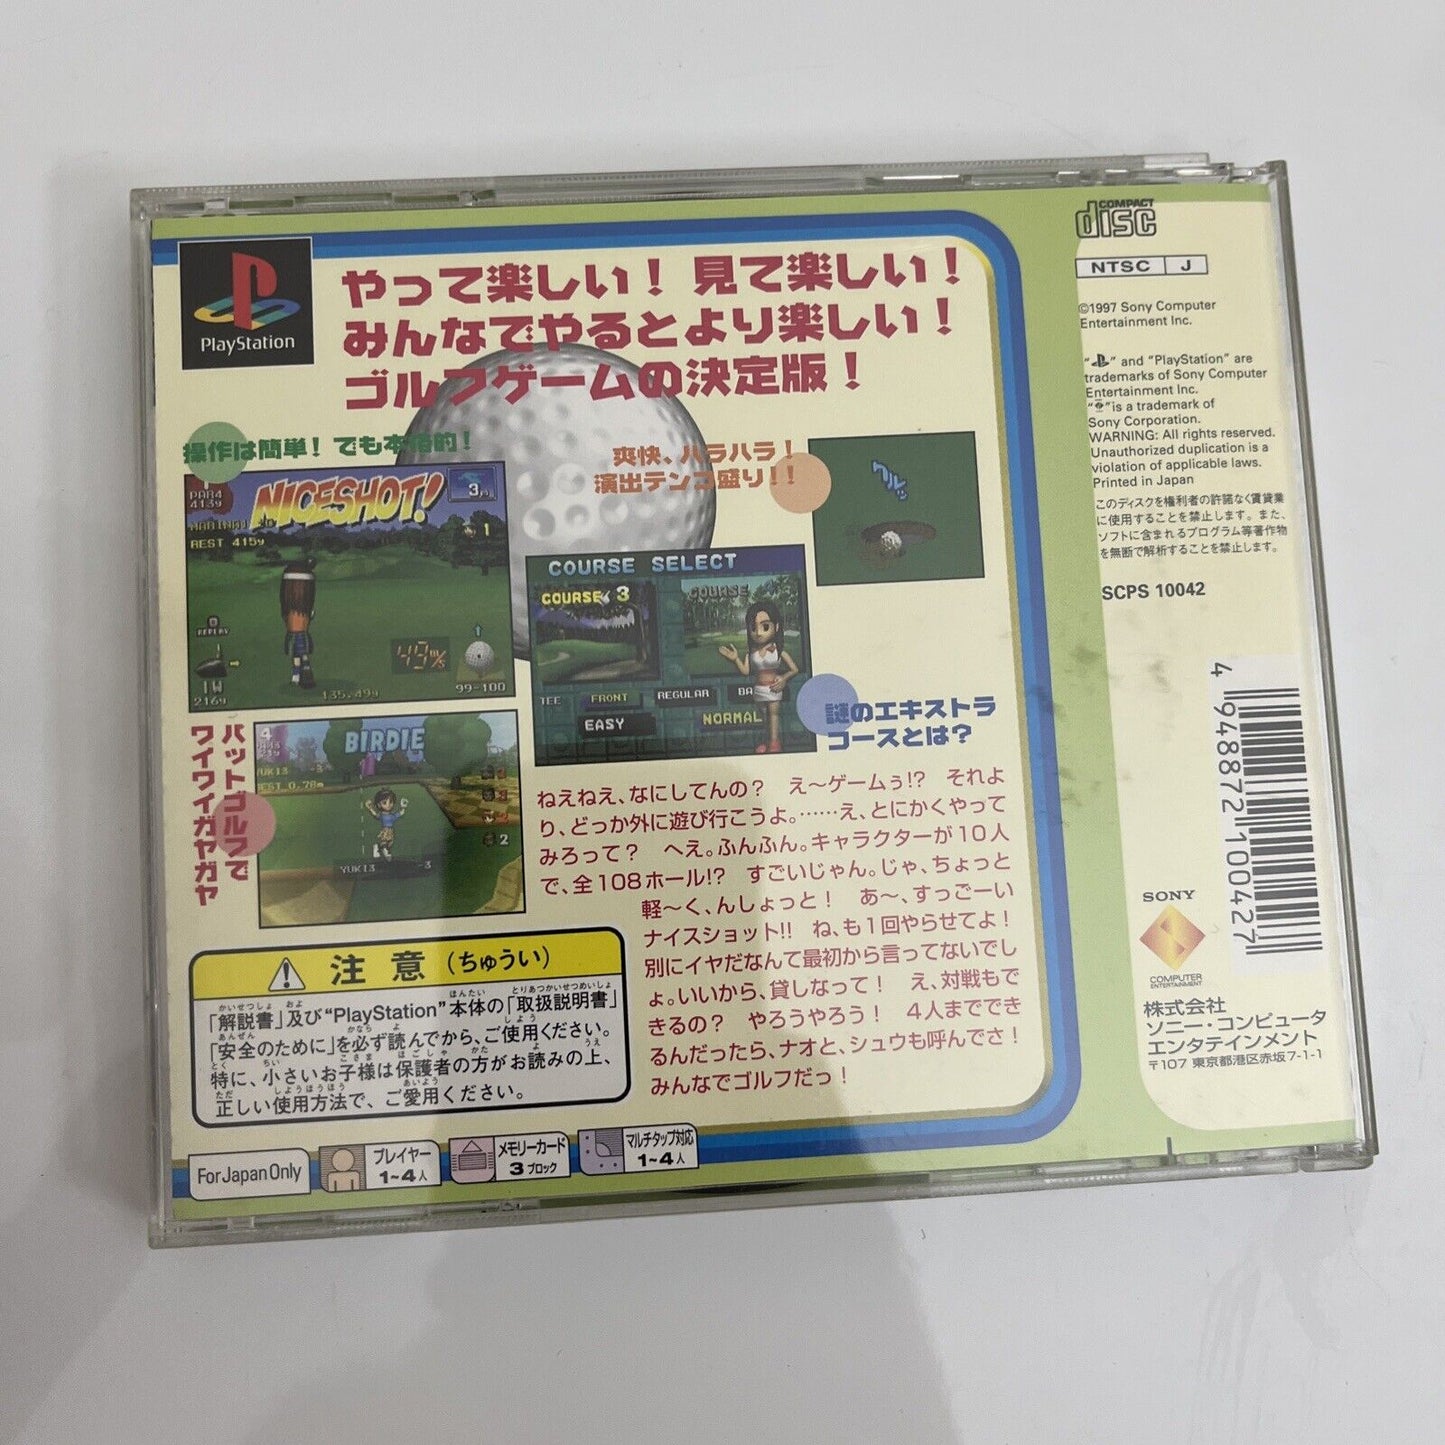 PlayStation
やって楽しい！ 見て楽しい！
みんなでやるとより楽しい！
ゴルフゲームの決定版！
操作は簡単！ でも本格的！
PAR4
415y
NICESHOT!
REST 415y
1
REPLAY
1W
216y
135.49y
49m/s
99-100
爽快、ハラハラ！
演出テンコ盛り！！
COURSE SELECT
COURSE 3
COURSE 4
TEE FRONT REGULAR BA
EASY NORMAL
謎のエキストラ
コースとは？
パットゴルフで
ワイワイガヤガヤ
4
BIRDIE
YUKI3 -3
REST 0.78m
2
YUKI3 -3
ねえねえ、なにしてんの？ え〜ゲームぅ!? それよ
り、どっか外に遊び行こうよ。……え、とにかくやって
みろって？ へえ。ふんふん。キャラクターが10人
で、全108ホール!? すごいじゃん。じゃ、ちょっと
軽〜く、んしょっと！ あ〜、すっごーい
ナイスショット!! ね、も1回やらせてよ！
別にイヤだなんて最初から言ってないでし
ょ。いいから、貸しなって！ え、対戦もで
きるの？ やろうやろう！ 4人までできる
るんだったら、ナオと、シュウも呼んでさ！
みんなでゴルフだっ！
注意（ちゅうい）
「解説書」及び“PlayStation”本体の「取扱説明書」
「安全のために」を必ず読んでから、ご使用ください。
特に、小さいお子様は保護者の方がお読みの上、
正しい使用方法で、ご愛用ください。
For Japan Only
プレイヤー
1~4人
メモリーカード
3ブロック
マルチタップ対応
1~4人
COMPACT
disc
NTSC J
©1997 Sony Computer
Entertainment Inc.
“ ” and “PlayStation” are
trademarks of Sony Computer
Entertainment Inc.
“ ” is a trademark of
Sony Corporation.
WARNING: All rights reserved.
Unauthorized duplication is a
violation of applicable laws.
Printed in Japan
このディスクを権利者の許諾なく賃貸業
に使用することを禁止します。また、
ソフトに含まれるプログラム等著作物
を無断で解析することを禁止します。
SCPS 10042
4 948872 100427
SONY
COMPUTER
ENTERTAINMENT
株式会社
ソニー・コンピュータ
エンタテインメント
〒107 東京都港区赤坂7-1-1